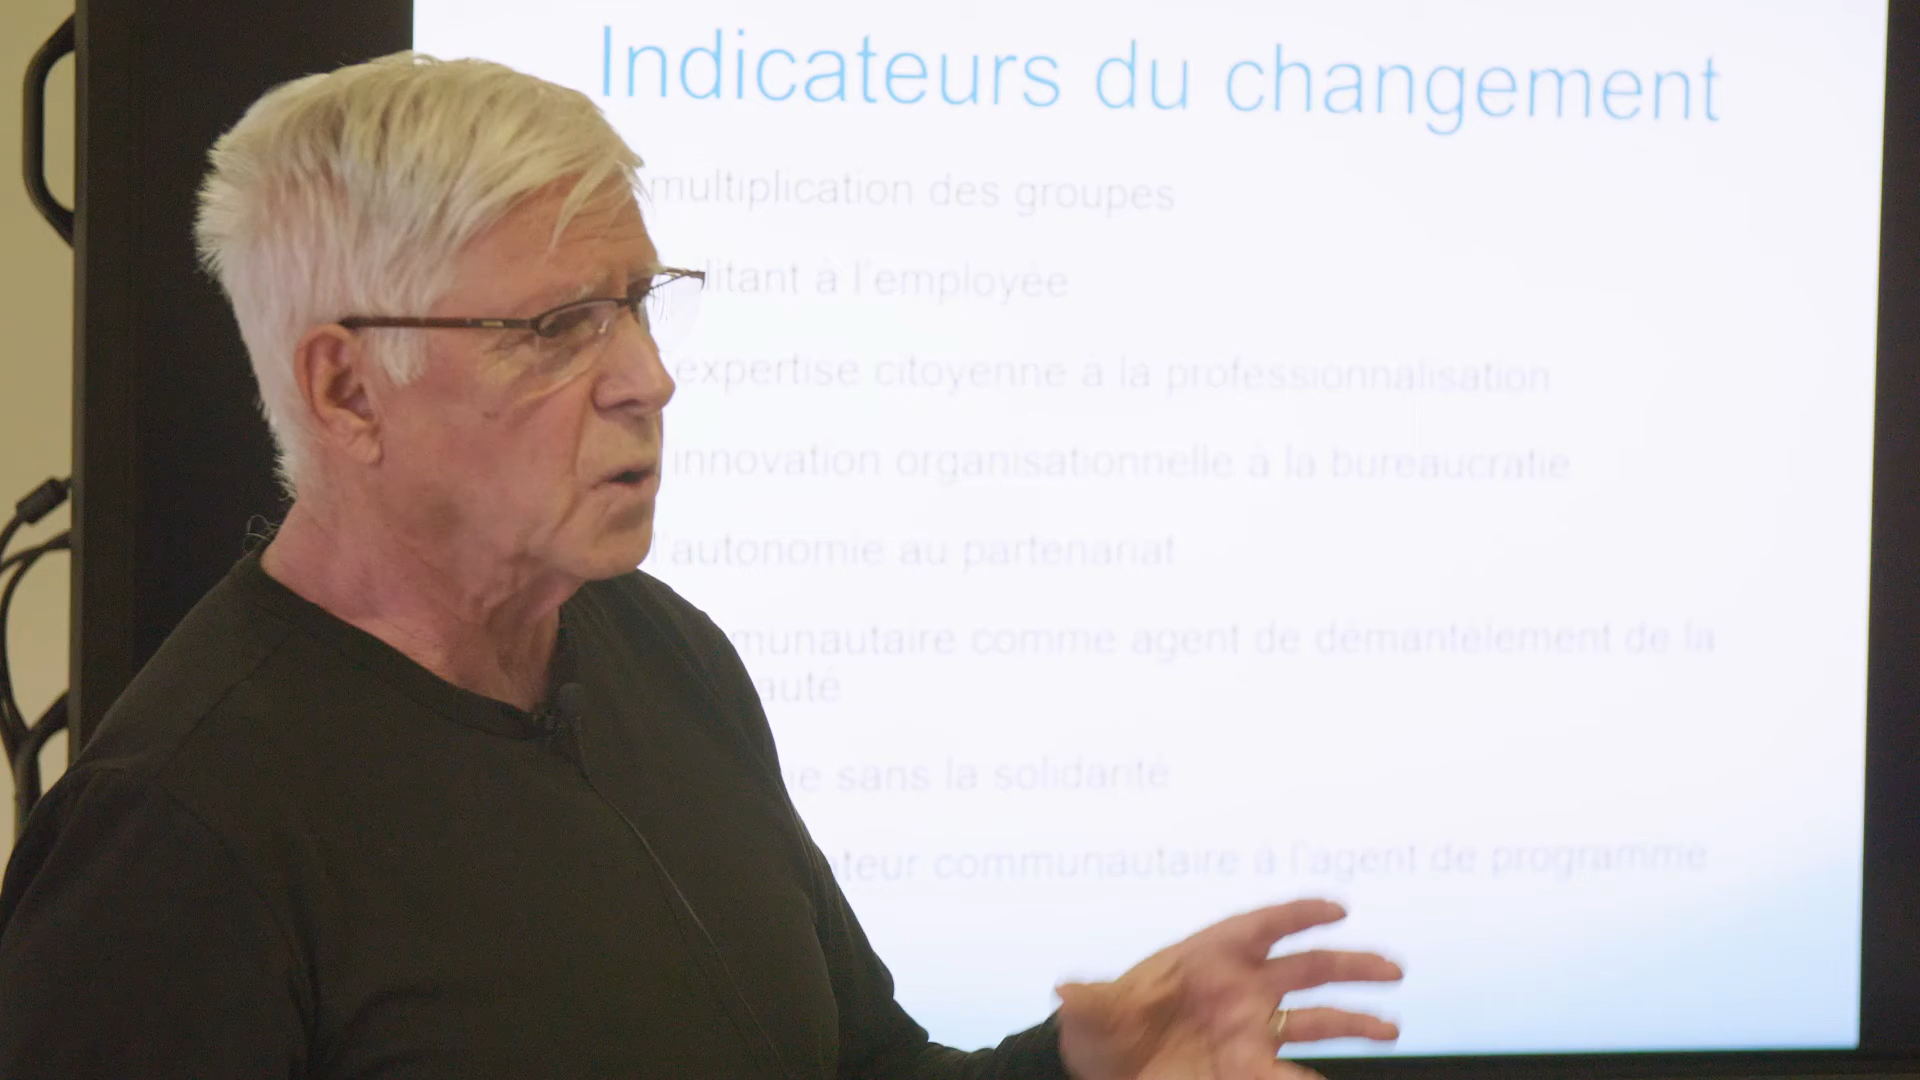 Indicateurs du changement
multiplication des groupes
litant à l'employée
expertise citoyenne à la professionnalisation
innovation organisationnelle à la bureaucratie
l'autonomie au partenariat
munautaire comme agent de démantèlement de la
auté
sans la solidarité
ateur communautaire à l'agent de programme